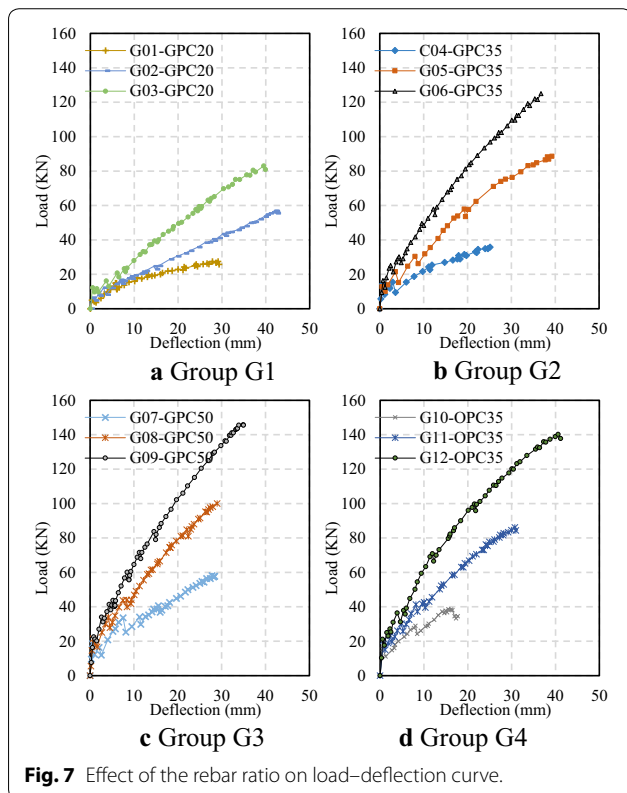 160
140
120
100
80
60
40
20
0
Load (KN)
G01-GPC20
G02-GPC20
G03-GPC20
0 10 20 30 40 50
Deflection (mm)
a Group G1
160
140
120
100
80
60
40
20
0
Load (KN)
C04-GPC35
G05-GPC35
G06-GPC35
0 10 20 30 40 50
Deflection (mm)
b Group G2
160
140
120
100
80
60
40
20
0
Load (KN)
G07-GPC50
G08-GPC50
G09-GPC50
0 10 20 30 40 50
Deflection (mm)
c Group G3
160
140
120
100
80
60
40
20
0
Load (KN)
G10-OPC35
G11-OPC35
G12-OPC35
0 10 20 30 40 50
Deflection (mm)
d Group G4
Fig. 7 Effect of the rebar ratio on load–deflection curve.